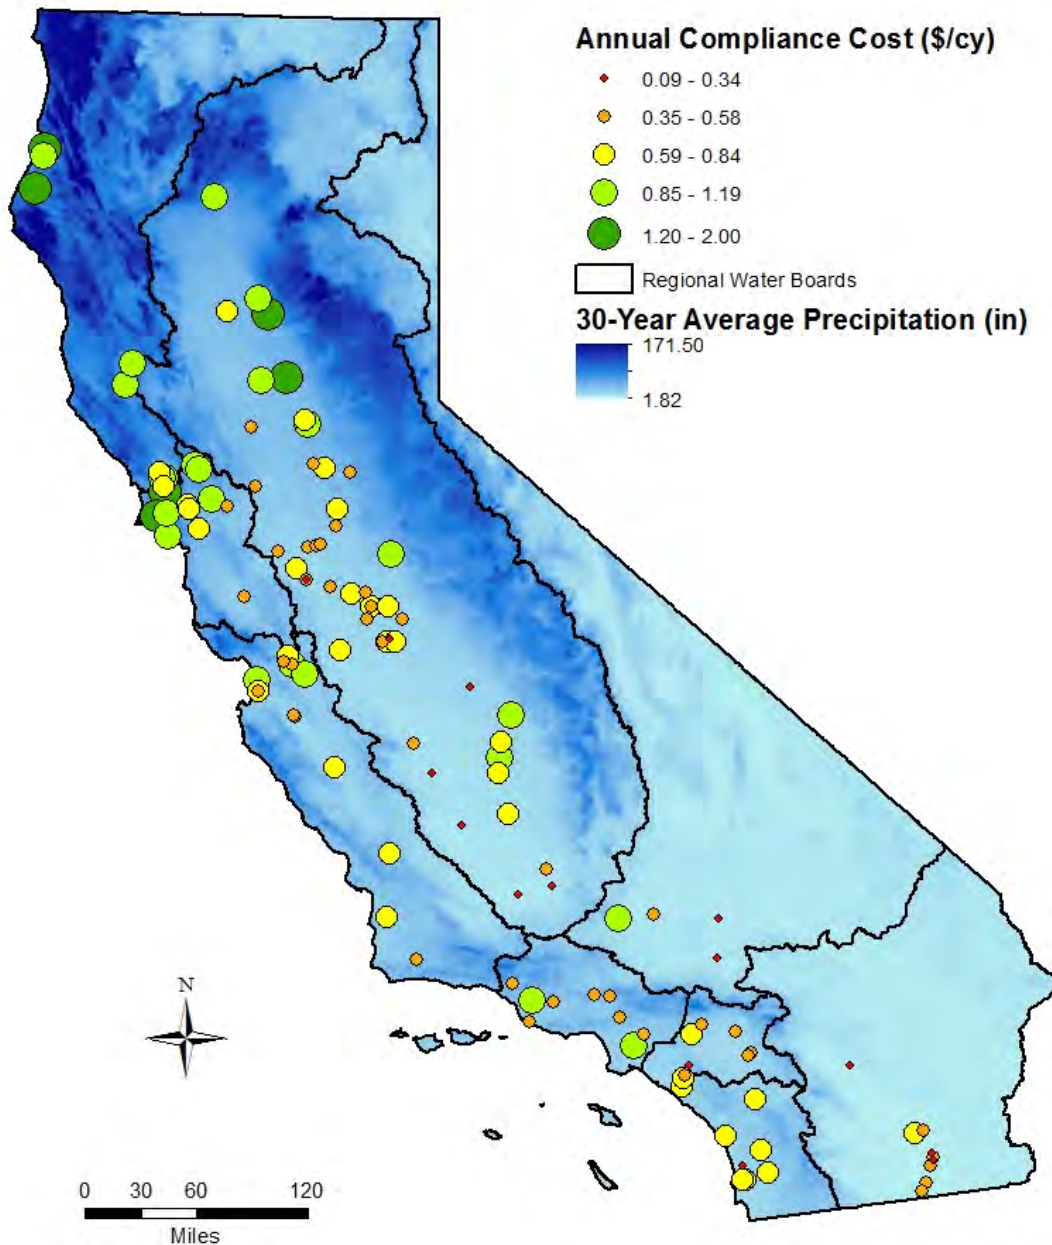 Annual Compliance Cost ($/cy)
0.09 - 0.34
0.35 - 0.58
0.59 - 0.84
0.85 - 1.19
1.20 - 2.00
Regional Water Boards
30-Year Average Precipitation (in)
171.50
1.82
N
0 30 60 120
Miles